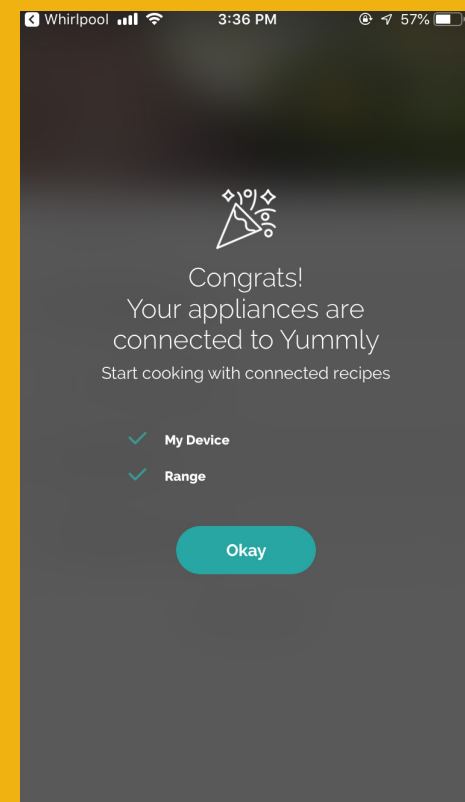 Whirlpool 3:36 PM 57%
Congrats!
Your appliances are
connected to Yummly
Start cooking with connected recipes
My Device
Range
Okay